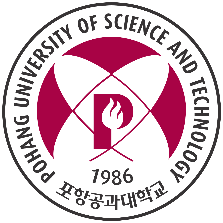 POHANG UNIVERSITY OF SCIENCE AND TECHNOLOGY
P
1986
포항공과대학교